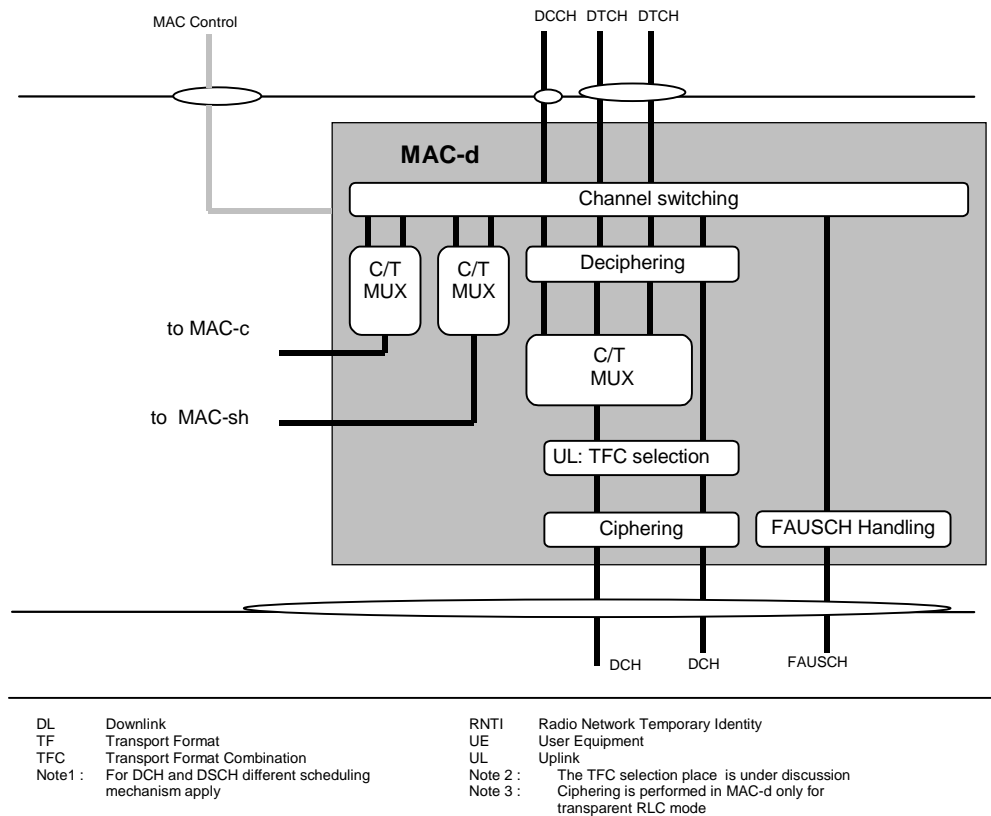 MAC Control
DCCH DTCH DTCH
MAC-d
Channel switching
C/T
MUX
C/T
MUX
Deciphering
to MAC-c
C/T
MUX
to MAC-sh
UL: TFC selection
Ciphering
FAUSCH Handling
DCH
DCH
FAUSCH
DL Downlink
TF Transport Format
TFC Transport Format Combination
Note1 : For DCH and DSCH different scheduling
mechanism apply
RNTI Radio Network Temporary Identity
UE User Equipment
UL Uplink
Note 2 : The TFC selection place is under discussion
Note 3 : Ciphering is performed in MAC-d only for
transparent RLC mode